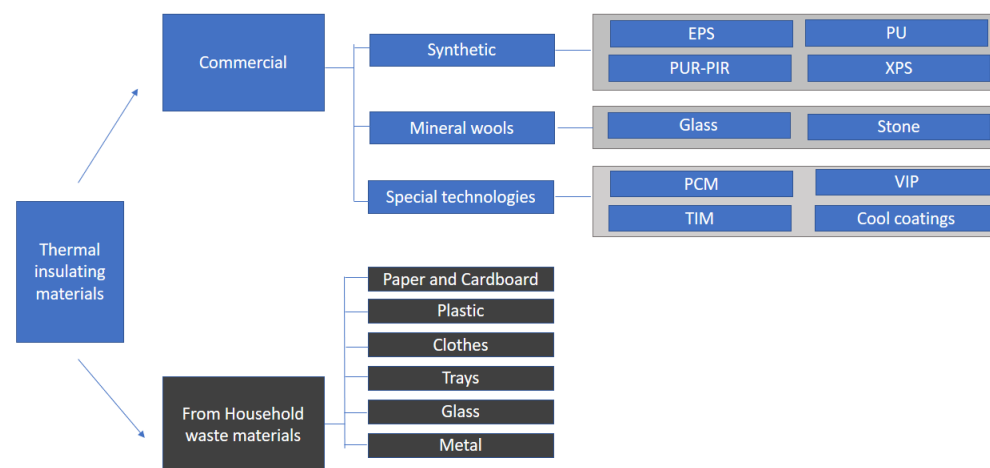 Thermal
insulating
materials
Commercial
Synthetic
EPS
PU
PUR-PIR
XPS
Mineral wools
Glass
Stone
Special technologies
PCM
VIP
TIM
Cool coatings
From Household
waste materials
Paper and Cardboard
Plastic
Clothes
Trays
Glass
Metal